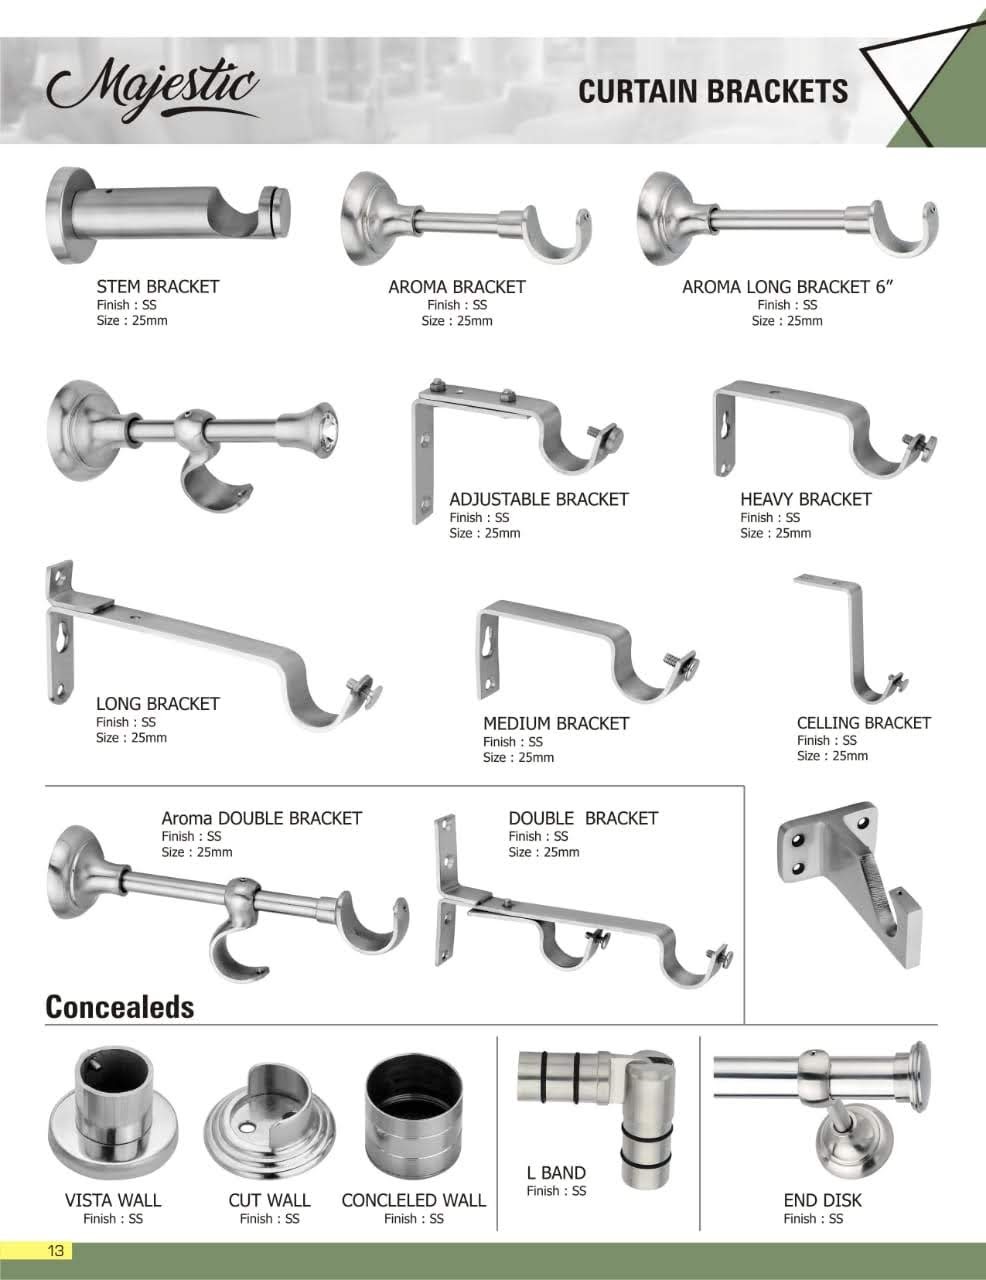 Majestic
CURTAIN BRACKETS
STEM BRACKET
Finish : SS
Size : 25mm
AROMA BRACKET
Finish : SS
Size : 25mm
AROMA LONG BRACKET 6”
Finish : SS
Size : 25mm
ADJUSTABLE BRACKET
Finish : SS
Size : 25mm
HEAVY BRACKET
Finish : SS
Size : 25mm
LONG BRACKET
Finish : SS
Size : 25mm
MEDIUM BRACKET
Finish : SS
Size : 25mm
CELLING BRACKET
Finish : SS
Size : 25mm
Aroma DOUBLE BRACKET
Finish : SS
Size : 25mm
DOUBLE BRACKET
Finish : SS
Size : 25mm
Concealeds
VISTA WALL
Finish : SS
CUT WALL
Finish : SS
CONCLELED WALL
Finish : SS
L BAND
Finish : SS
END DISK
Finish : SS
13